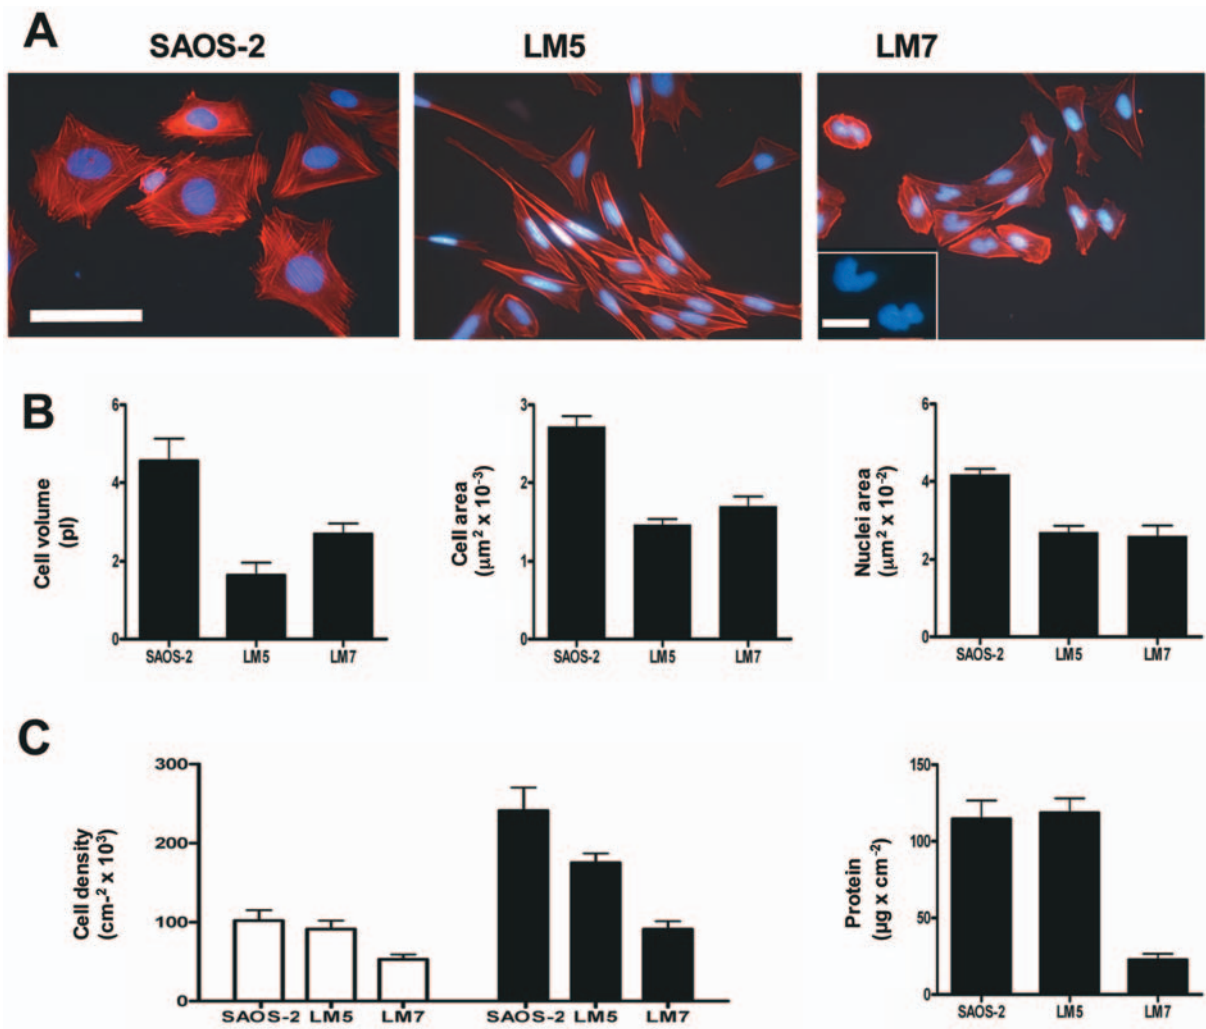 A
SAOS-2 LM5 LM7
B
Cell volume
(pl)
6
4
2
0
SAOS-2 LM5 LM7
Cell area
(µm² x 10⁻³)
3
2
1
0
SAOS-2 LM5 LM7
Nuclei area
(µm² x 10⁻²)
6
4
2
0
SAOS-2 LM5 LM7
C
Cell density
(cm-² x 10³)
300
200
100
0
SAOS-2 LM5 LM7 SAOS-2 LM5 LM7
Protein
(µg x cm⁻²)
150
100
50
0
SAOS-2 LM5 LM7